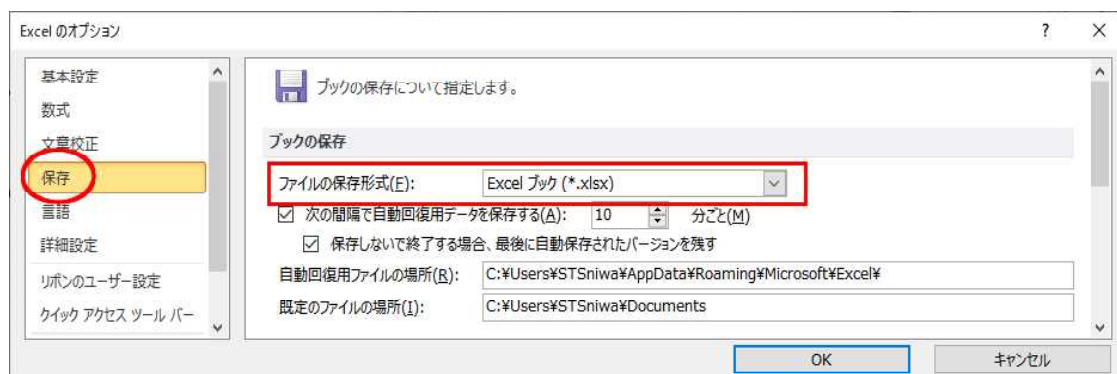 Excel のオプション
?
基本設定
数式
文章校正
保存
言語
詳細設定
リボンのユーザー設定
クイック アクセス ツール バー
ブックの保存について指定します。
ブックの保存
ファイルの保存形式(F): Excel ブック (*.xlsx)
次の間隔で自動回復用データを保存する(A): 10 分ごと(M)
保存しないで終了する場合、最後に自動保存されたバージョンを残す
自動回復用ファイルの場所(R): C:¥Users¥STSniwa¥AppData¥Roaming¥Microsoft¥Excel¥
既定のファイルの場所(I): C:¥Users¥STSniwa¥Documents
OK キャンセル